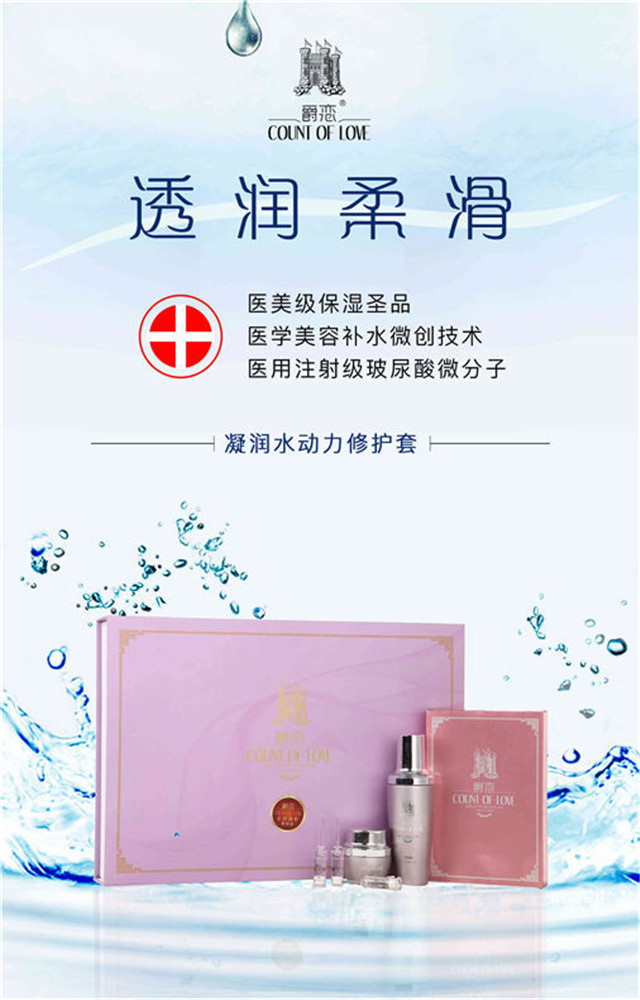 爵恋®
COUNT OF LOVE
透润柔滑
医美级保湿圣品
医学美容补水微创技术
医用注射级玻尿酸微分子
凝润水动力修护套
爵恋
COUNT OF LOVE
爵恋
爵恋
COUNT OF LOVE